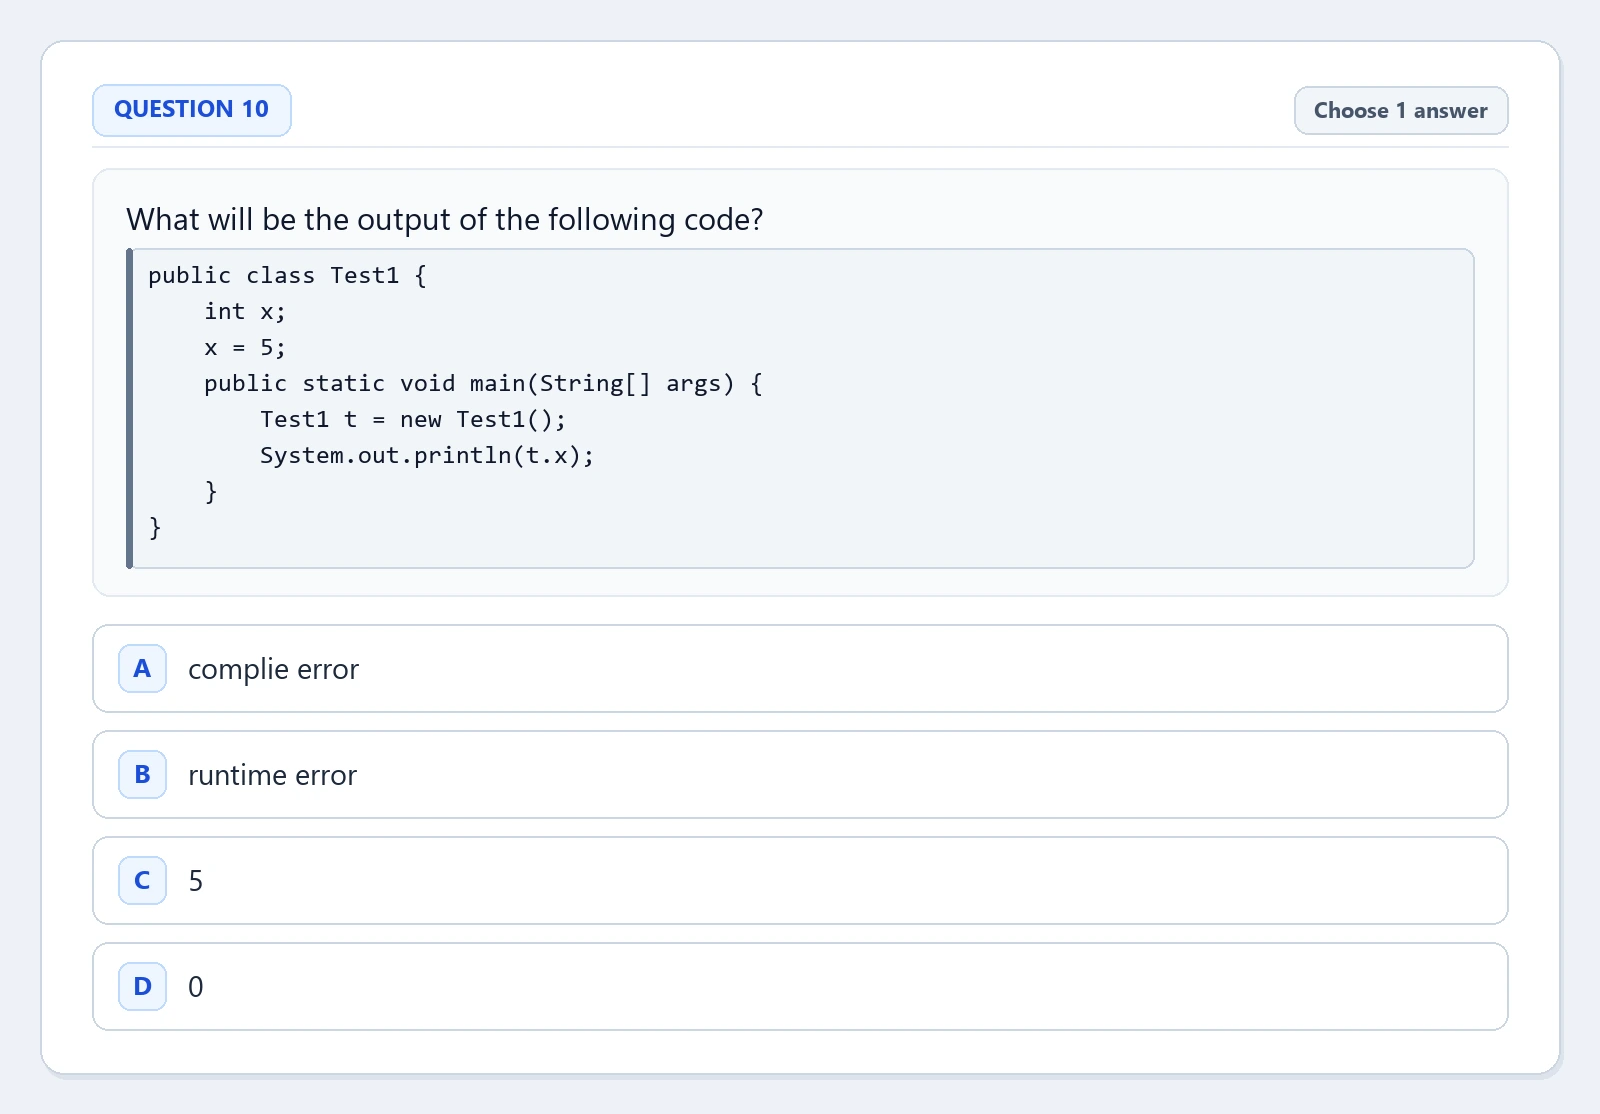 QUESTION 10
Choose 1 answer
What will be the output of the following code?
public class Test1 {
    int x;
    x = 5;
    public static void main(String[] args) {
        Test1 t = new Test1();
        System.out.println(t.x);
    }
}
A complie error
B runtime error
C 5
D 0